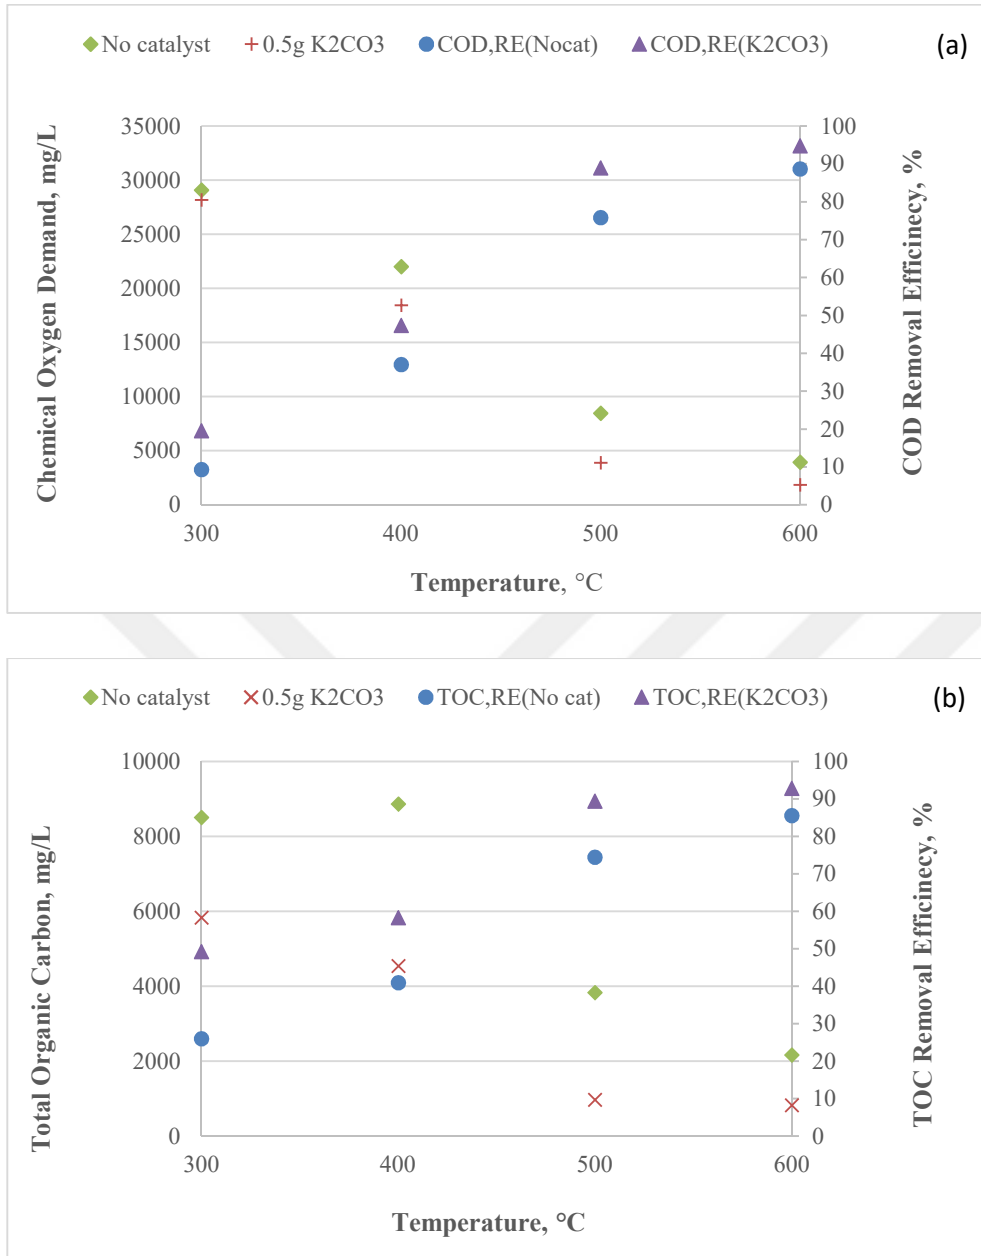 No catalyst 0.5g K2CO3 COD,RE(Nocat) COD,RE(K2CO3) (a)
35000 100
30000 90
25000 80
20000 70
15000 60
10000 50
5000 40
0 30
20
10
0
300 400 500 600
Chemical Oxygen Demand, mg/L
COD Removal Efficinecy, %
Temperature, °C
No catalyst 0.5g K2CO3 TOC,RE(No cat) TOC,RE(K2CO3) (b)
10000 100
8000 90
6000 80
4000 70
2000 60
0 50
40
30
20
10
0
300 400 500 600
Total Organic Carbon, mg/L
TOC Removal Efficinecy, %
Temperature, °C